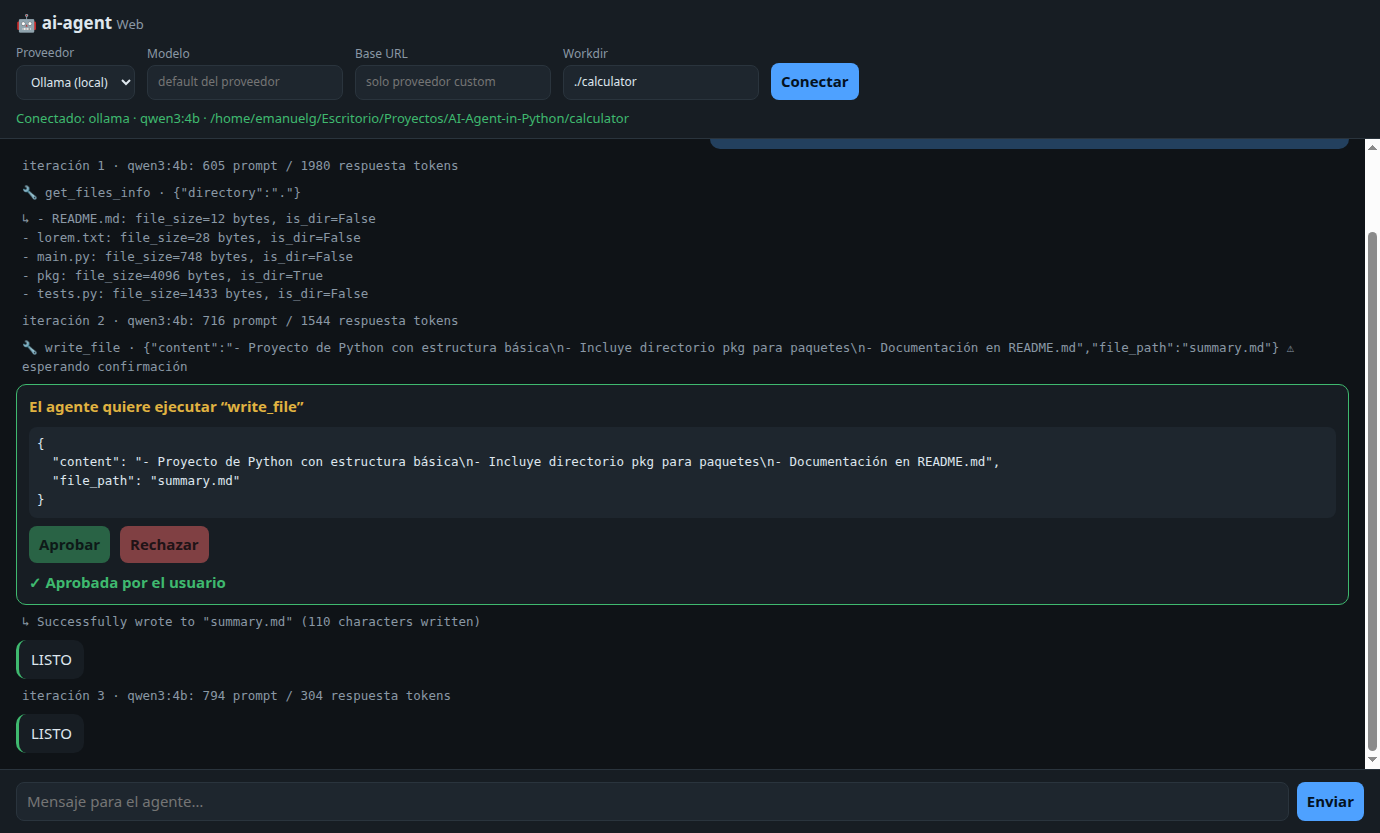 🤖 ai-agent Web
Proveedor Modelo Base URL Workdir
Ollama (local) default del proveedor solo proveedor custom ./calculator Conectar
Conectado: ollama · qwen3:4b · /home/emanuelg/Escritorio/Proyectos/AI-Agent-in-Python/calculator
iteración 1 · qwen3:4b: 605 prompt / 1980 respuesta tokens
🔧 get_files_info · {"directory":"."}
↳ - README.md: file_size=12 bytes, is_dir=False
- lorem.txt: file_size=28 bytes, is_dir=False
- main.py: file_size=748 bytes, is_dir=False
- pkg: file_size=4096 bytes, is_dir=True
- tests.py: file_size=1433 bytes, is_dir=False
iteración 2 · qwen3:4b: 716 prompt / 1544 respuesta tokens
🔧 write_file · {"content":"- Proyecto de Python con estructura básica\n- Incluye directorio pkg para paquetes\n- Documentación en README.md","file_path":"summary.md"} ⚠
esperando confirmación
El agente quiere ejecutar “write_file”
{
"content": "- Proyecto de Python con estructura básica\n- Incluye directorio pkg para paquetes\n- Documentación en README.md",
"file_path": "summary.md"
}
Aprobar Rechazar
✓ Aprobada por el usuario
↳ Successfully wrote to "summary.md" (110 characters written)
LISTO
iteración 3 · qwen3:4b: 794 prompt / 304 respuesta tokens
LISTO
Mensaje para el agente... Enviar